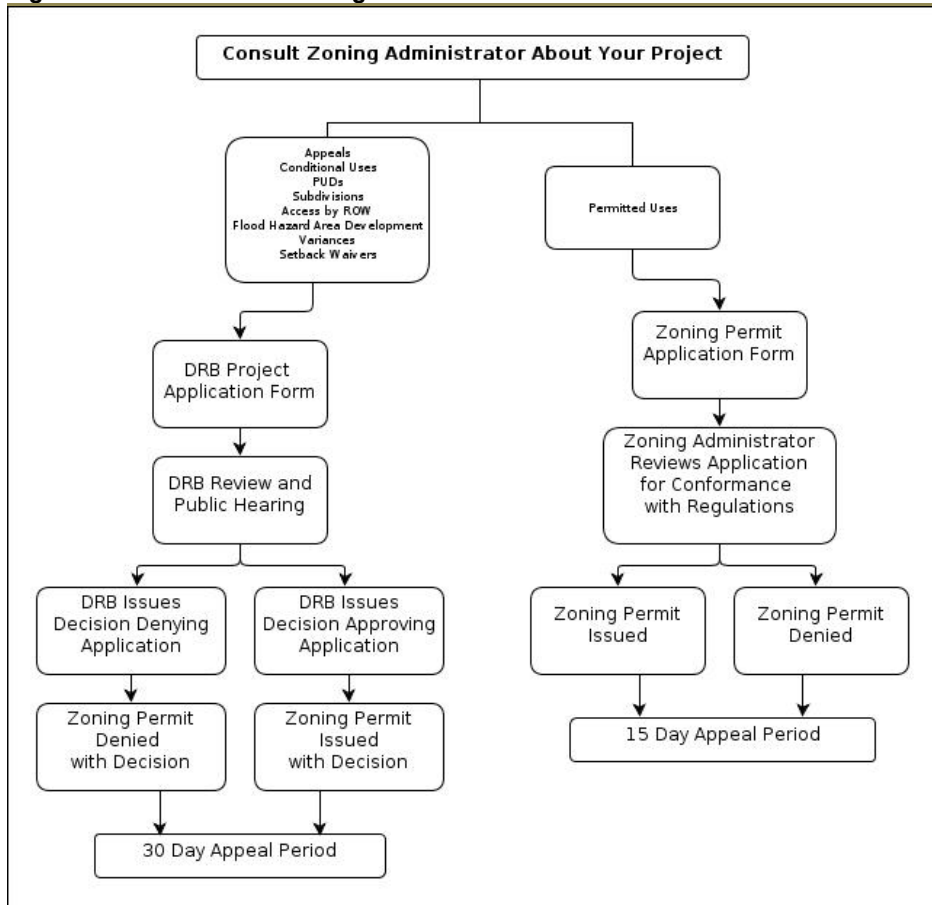 Consult Zoning Administrator About Your Project
Appeals
Conditional Uses
PUDs
Subdivisions
Access by ROW
Flood Hazard Area Development
Variances
Setback Waivers
Permitted Uses
DRB Project
Application Form
Zoning Permit
Application Form
DRB Review and
Public Hearing
Zoning Administrator
Reviews Application
for Conformance
with Regulations
DRB Issues
Decision Denying
Application
DRB Issues
Decision Approving
Application
Zoning Permit
Issued
Zoning Permit
Denied
Zoning Permit
Denied
with Decision
Zoning Permit
Issued
with Decision
15 Day Appeal Period
30 Day Appeal Period